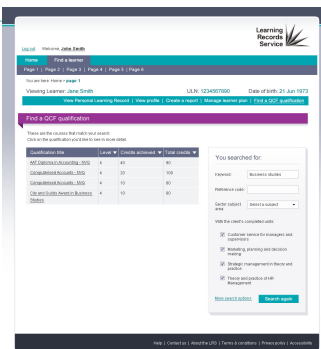 Learning
Records
Service
Log out Welcome, John Smith
Home Find a learner
Page 1 | Page 2 | Page 3 | Page 4 | Page 5 | Page 6
You are here: Home > page 1
Viewing Learner: Jane Smith ULN: 1234567890 Date of birth: 21 Jun 1973
View Personal Learning Record | View profile | Create a report | Manage learner plan | Find a QCF qualification
Find a QCF qualification
These are the courses that match your search.
Click on the qualification you'd like to see in more detail.
Qualification title Level Credits achieved Total credits
AAT Diploma in Accounting - NVQ 4 40 90
Computerised Accounts - NVQ 4 30 100
Computerised Accounts - NVQ 4 10 80
City and Guilds Award in Business Studies 4 10 80
You searched for:
Keyword: Business studies
Reference code:
Sector subject area: Select a subject
With the client's completed units:
Customer service for managers and
supervisors
Marketing, planning and decision
making
Strategic management in theory and
practice
Theory and practice of HR
Management
More search options Search again
Help | Contact us | About the LRS | Terms & conditions | Privacy policy | Accessibility